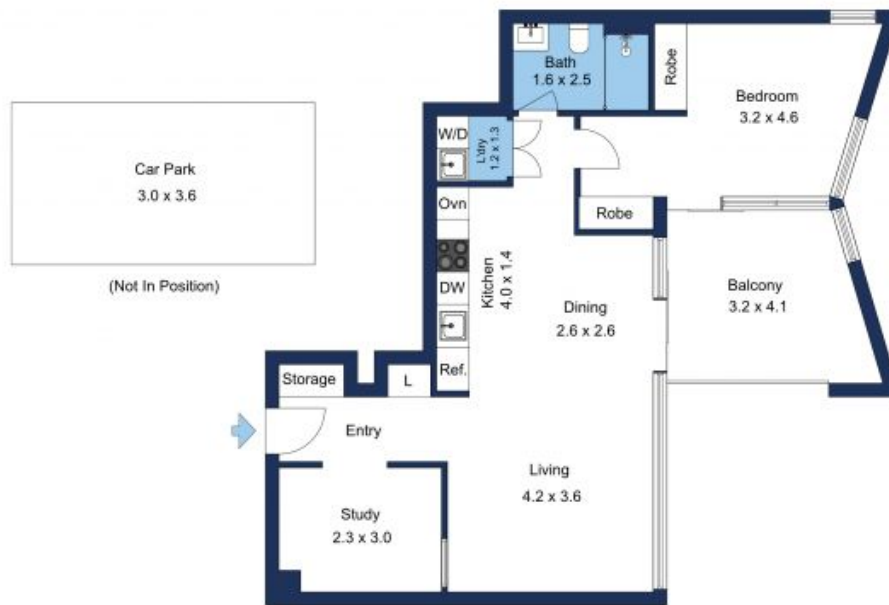 Bath
1.6 x 2.5
Robe
Bedroom
3.2 x 4.6
W/D
L'dry
1.2 x 1.3
Car Park
3.0 x 3.6
(Not In Position)
Ovn
Robe
DW
Kitchen
4.0 x 1.4
Dining
2.6 x 2.6
Balcony
3.2 x 4.1
Ref.
Storage
L
Entry
Living
4.2 x 3.6
Study
2.3 x 3.0